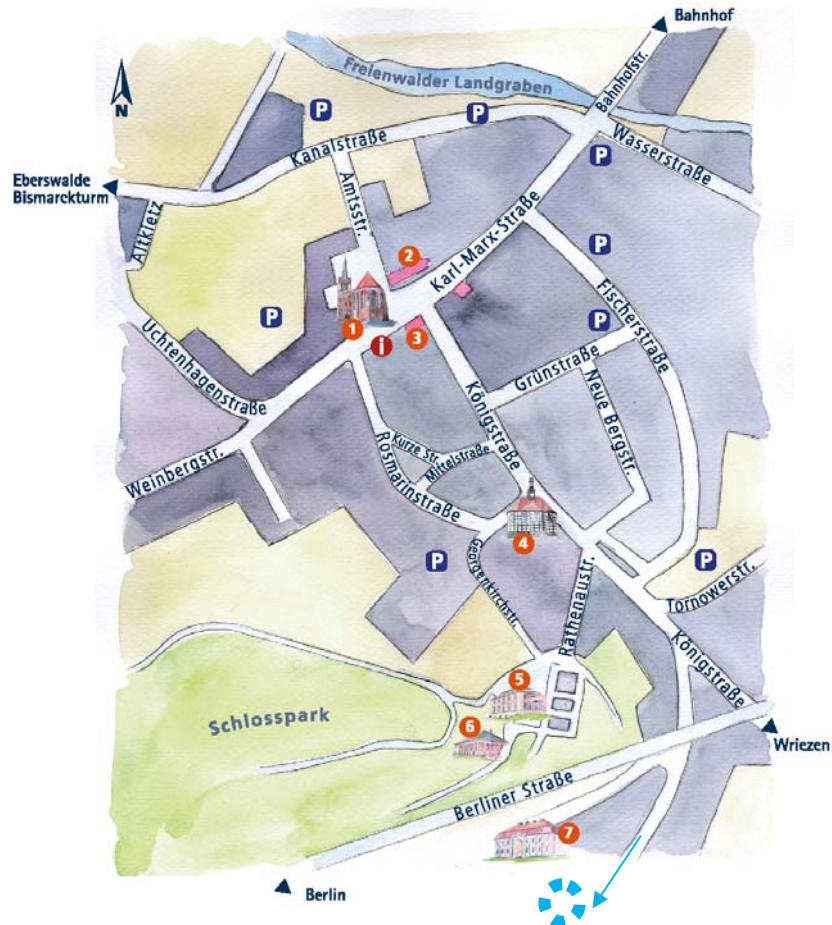 Bahnhof
Bahnhofstr.
Freienwalder Landgraben
N
P
P
Kanalstraße
Wasserstraße
P
Eberswalde
Bismarckturm
Altkietz
Amtsstr.
P
2
Karl-Marx-Straße
Fischerstraße
P
1
i
3
P
Uchtenhagenstraße
Grünstraße
Königstraße
Neue Bergstr.
Weinbergstr.
Kurze Str.
Mittelstraße
Rosmarinstraße
4
P
Georgenkirchstr.
Rathenaustr.
P
Tornowerstr.
Königstraße
5
Schlosspark
6
Wriezen
Berliner Straße
7
Berlin